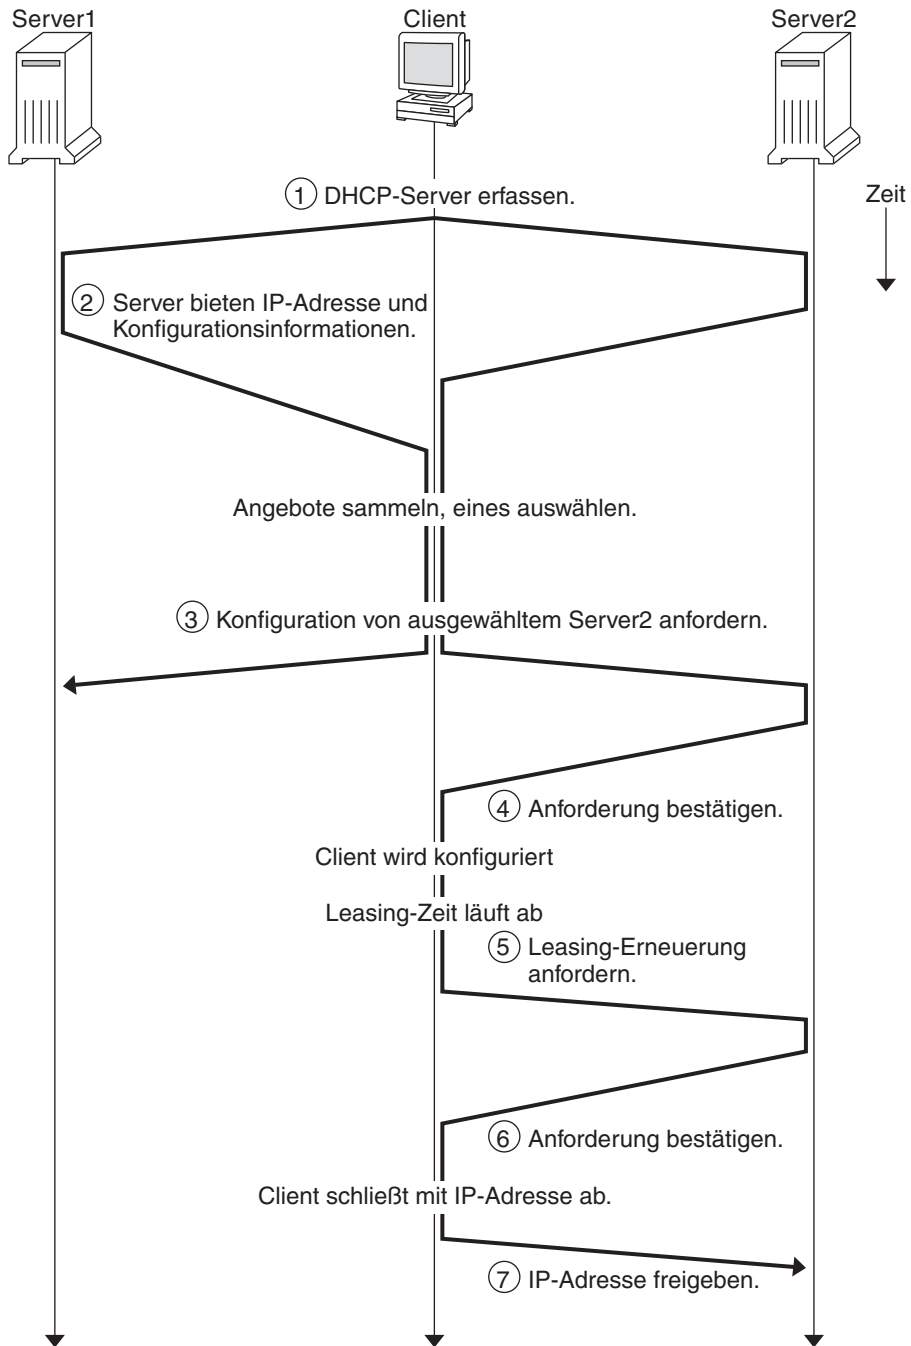 Server1
Client
Server2
1 DHCP-Server erfassen.
Zeit
2 Server bieten IP-Adresse und
Konfigurationsinformationen.
Angebote sammeln, eines auswählen.
3 Konfiguration von ausgewähltem Server2 anfordern.
4 Anforderung bestätigen.
Client wird konfiguriert
Leasing-Zeit läuft ab
5 Leasing-Erneuerung
anfordern.
6 Anforderung bestätigen.
Client schließt mit IP-Adresse ab.
7 IP-Adresse freigeben.